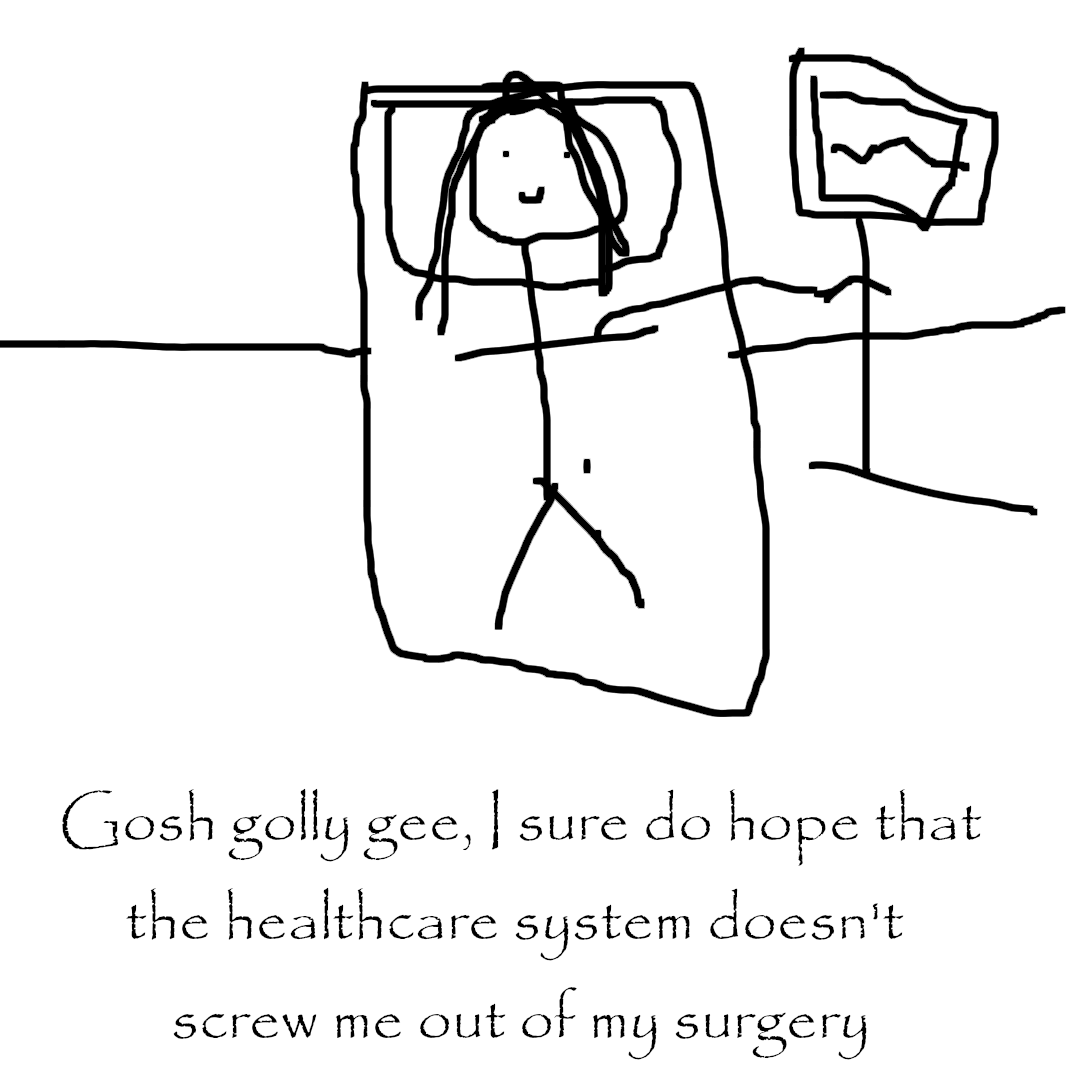 Gosh golly gee, I sure do hope that
the healthcare system doesn't
screw me out of my surgery